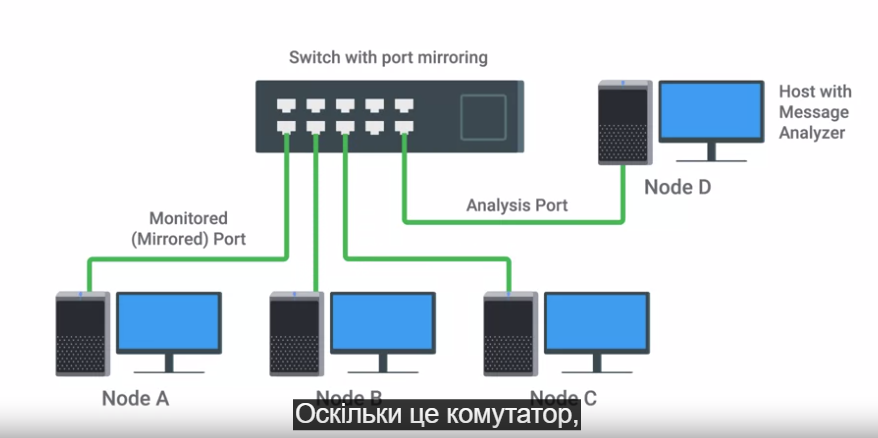 Switch with port mirroring
Host with
Message
Analyzer
Node D
Analysis Port
Monitored
(Mirrored) Port
Node A
Node B
Node C
Оскільки це комутатор,